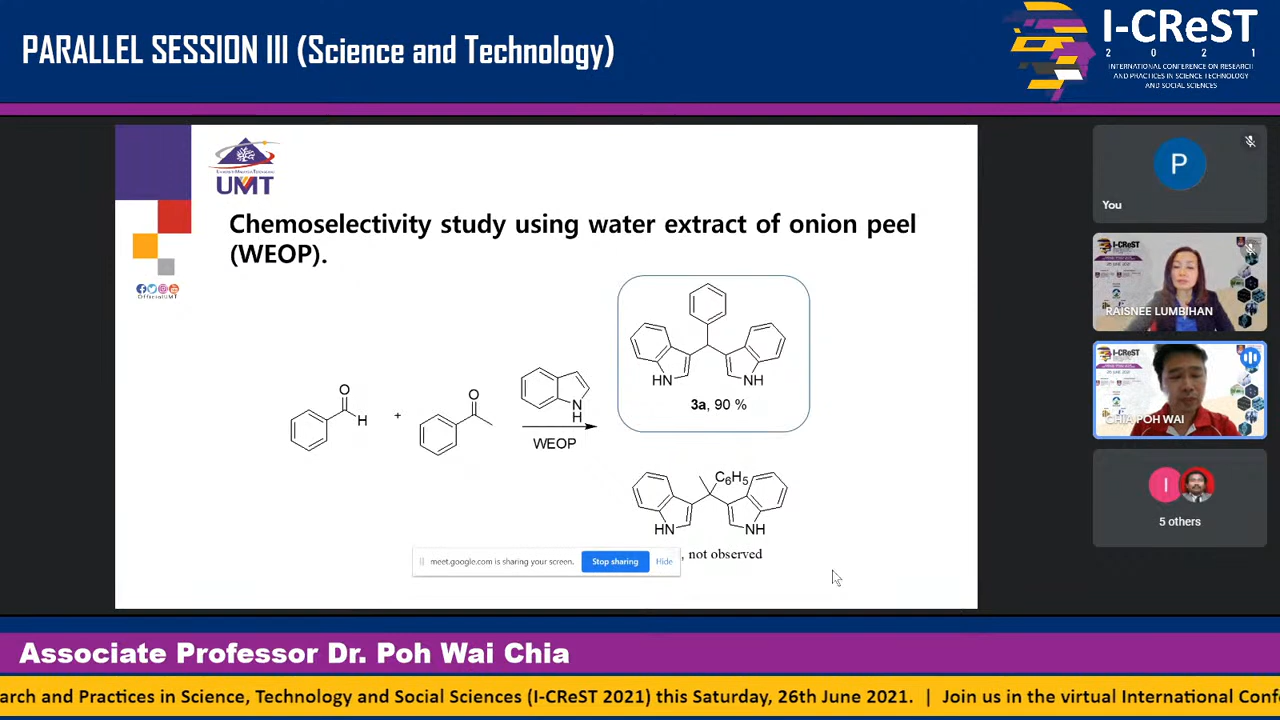 PARALLEL SESSION III (Science and Technology)
I-CReST
2 0 2 1
INTERNATIONAL CONFERENCE ON RESEARCH
AND PRACTICES IN SCIENCE TECHNOLOGY
AND SOCIAL SCIENCES
UMT
OfficialUMT
Chemoselectivity study using water extract of onion peel
(WEOP).
O
H
+
O
N
H
WEOP
HN
NH
3a, 90 %
C6H5
HN
NH
, not observed
meet.google.com is sharing your screen.
Stop sharing
Hide
P
You
I-CReST
RAISNEE LUMBIHAN
I-CReST
CHIA POH WAI
I
5 others
Associate Professor Dr. Poh Wai Chia
arch and Practices in Science, Technology and Social Sciences (I-CReST 2021) this Saturday, 26th June 2021. | Join us in the virtual International Conf